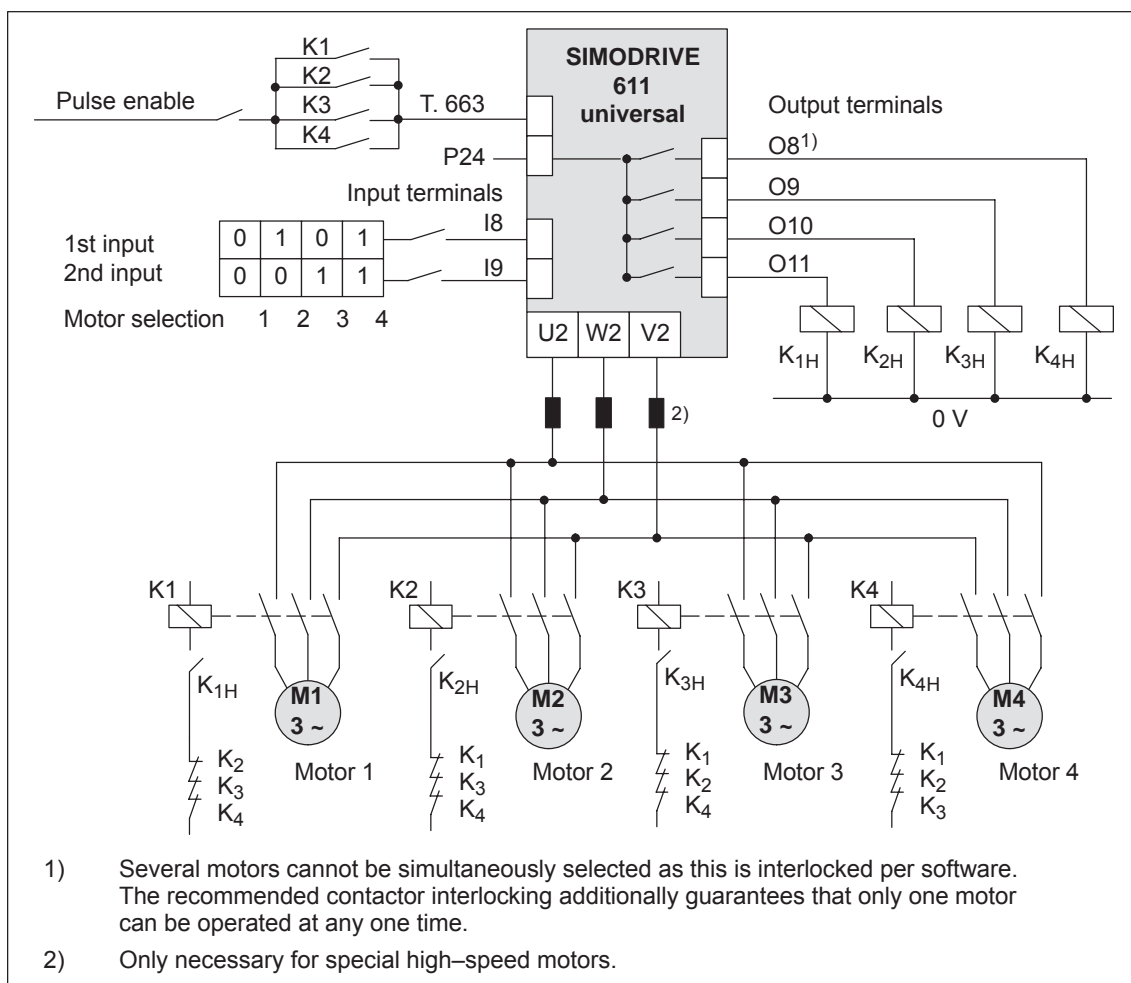 K1
K2
K3
K4
Pulse enable
T. 663
SIMODRIVE
611
universal
Output terminals
P24
O8¹⁾
O9
O10
O11
Input terminals
I8
I9
1st input 0 1 0 1
2nd input 0 0 1 1
Motor selection 1 2 3 4
U2 W2 V2
K₁H K₂H K₃H K₄H
0 V
2)
K1 K2 K3 K4
K₁H K₂H K₃H K₄H
M1
3 ~
M2
3 ~
M3
3 ~
M4
3 ~
K₂
K₃
K₄
Motor 1
K₁
K₃
K₄
Motor 2
K₁
K₂
K₄
Motor 3
K₁
K₂
K₃
Motor 4
1) Several motors cannot be simultaneously selected as this is interlocked per software.
The recommended contactor interlocking additionally guarantees that only one motor
can be operated at any one time.
2) Only necessary for special high–speed motors.